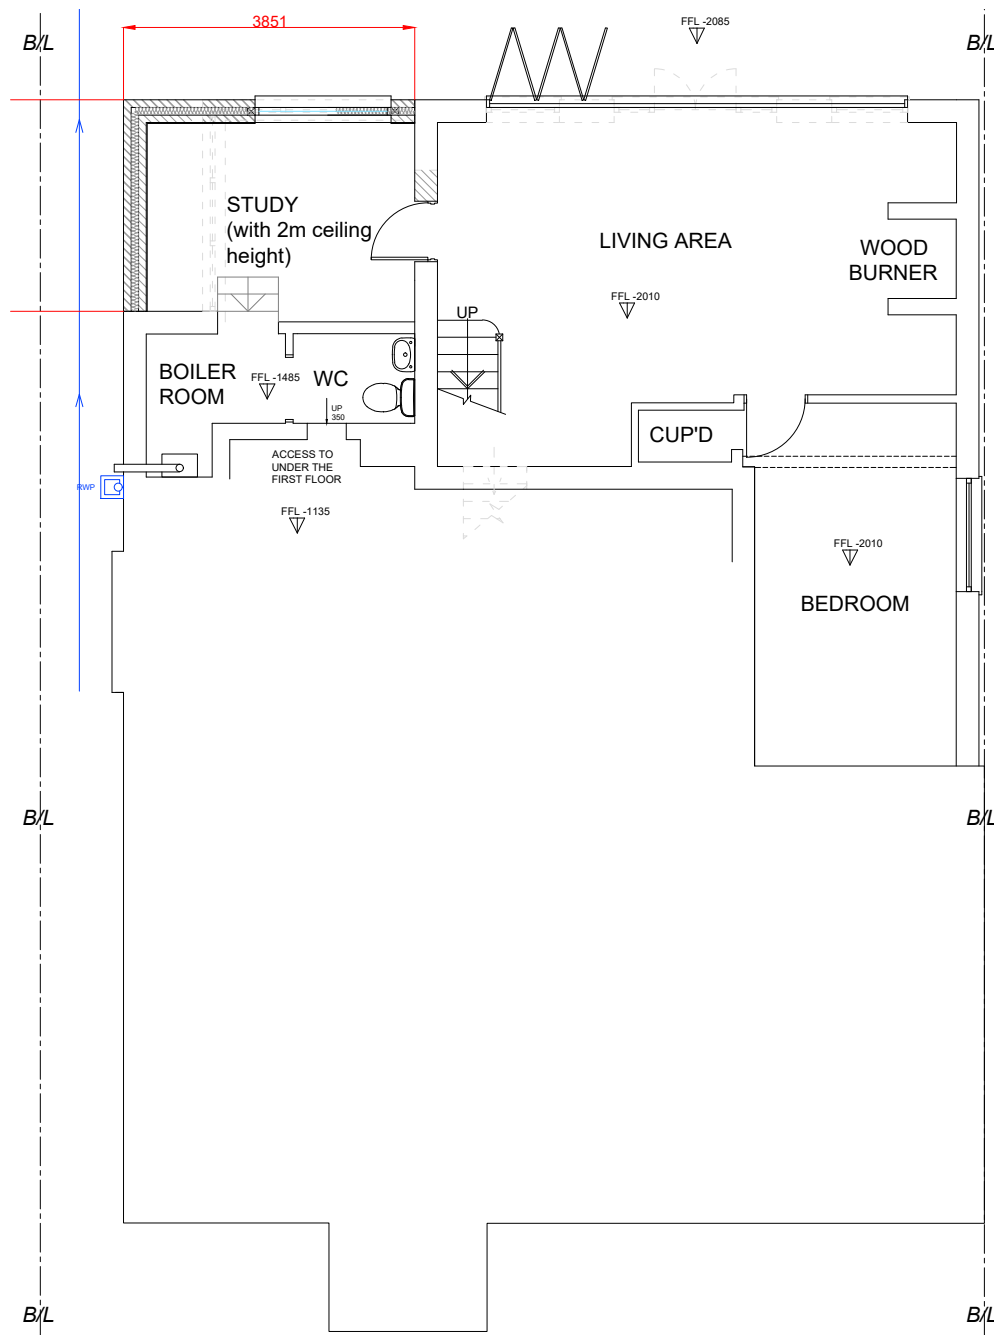 3851
FFL -2085
B/L
B/L
STUDY
(with 2m ceiling
height)
LIVING AREA
WOOD
BURNER
FFL -2010
UP
BOILER
ROOM
FFL -1485
WC
UP
350
CUP'D
ACCESS TO
UNDER THE
FIRST FLOOR
RWP
FFL -1135
FFL -2010
BEDROOM
B/L
B/L
B/L
B/L